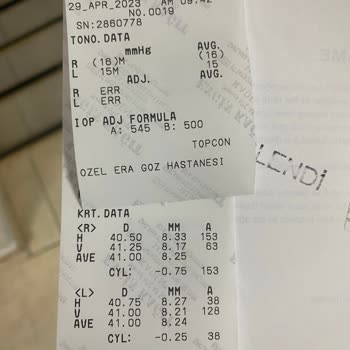 29_APR_2023 AM 09:42
NO.0019
SN:2860778
TONO.DATA
mmHg AVG.
R (16)M (16)
L 15M 15
ADJ. AVG.
R ERR
L ERR
IOP ADJ FORMULA
A: 545 B: 500
TOPCON
OZEL ERA GOZ HASTANESI
LENDİ
KRT.DATA
<R> D MM A
H 40.50 8.33 153
V 41.25 8.17 63
AVE 41.00 8.25
CYL: -0.75 153
<L> D MM A
H 40.75 8.27 38
V 41.00 8.21 128
AVE 41.00 8.24
CYL: -0.25 38